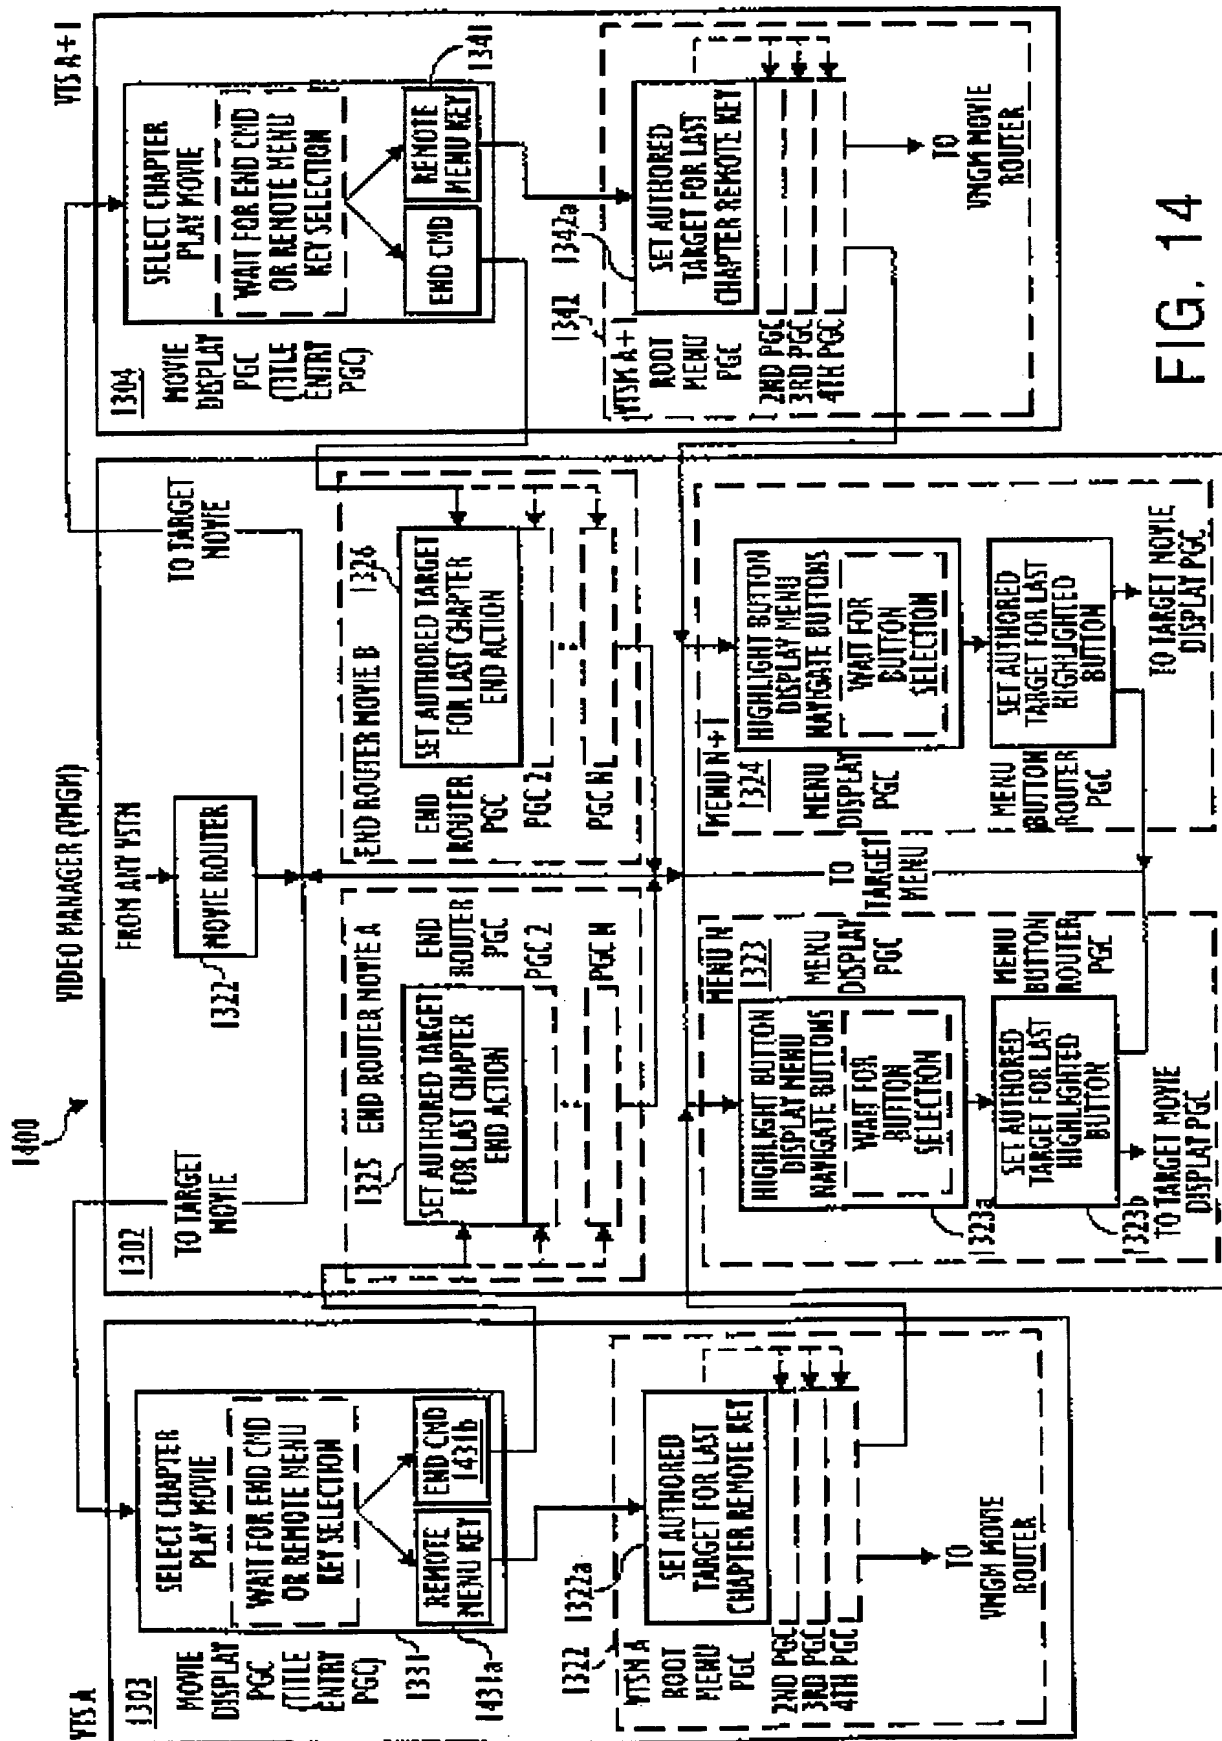 1400
VIDEO MANAGER (VMGM)
VTS A
1303
MOVIE
DISPLAY
PGC
(TITLE
ENTRY
PGC)
1331
1431a
SELECT CHAPTER
PLAY MOVIE
WAIT FOR END CMD
OR REMOTE MENU
KEY SELECTION
REMOTE
MENU KEY
END CMD
1431b
1322
1322a
VTSM A
ROOT
MENU
PGC
SET AUTHORED
TARGET FOR LAST
CHAPTER REMOTE KEY
2ND PGC
3RD PGC
4TH PGC
TO
VMGM MOVIE
ROUTER
1302
TO TARGET
MOVIE
FROM ANY VSTM
MOVIE ROUTER
1322
TO TARGET
MOVIE
1325
END ROUTER MOVIE A
SET AUTHORED TARGET
FOR LAST CHAPTER
END ACTION
END
ROUTER
PGC
PGC 2
PGC N
END ROUTER MOVIE B
1326
END
ROUTER
PGC
PGC 2
PGC N
SET AUTHORED TARGET
FOR LAST CHAPTER
END ACTION
MENU N
1323
HIGHLIGHT BUTTON
DISPLAY MENU
NAVIGATE BUTTONS
WAIT FOR
BUTTON
SELECTION
MENU
DISPLAY
PGC
1323a
SET AUTHORED
TARGET FOR LAST
HIGHLIGHTED
BUTTON
MENU
BUTTON
ROUTER
PGC
1323b
TO TARGET MOVIE
DISPLAY PGC
TO
TARGET
MENU
MENU N+1
1324
MENU
DISPLAY
PGC
HIGHLIGHT BUTTON
DISPLAY MENU
NAVIGATE BUTTONS
WAIT FOR
BUTTON
SELECTION
MENU
BUTTON
ROUTER
PGC
SET AUTHORED
TARGET FOR LAST
HIGHLIGHTED
BUTTON
TO TARGET MOVIE
DISPLAY PGC
VTS A+1
1304
MOVIE
DISPLAY
PGC
(TITLE
ENTRY
PGC)
SELECT CHAPTER
PLAY MOVIE
WAIT FOR END CMD
OR REMOTE MENU
KEY SELECTION
END CMD
REMOTE
MENU KEY
1341
1342
1342a
VTSM A+1
ROOT
MENU
PGC
SET AUTHORED
TARGET FOR LAST
CHAPTER REMOTE KEY
2ND PGC
3RD PGC
4TH PGC
TO
VMGM MOVIE
ROUTER
FIG. 14